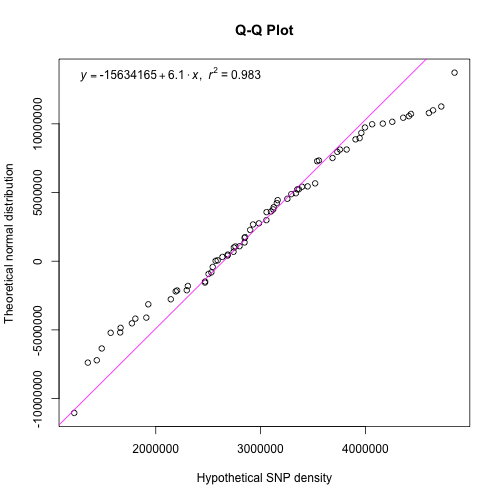 Q-Q Plot
y = -15634165 + 6.1 · x, r² = 0.983
Theoretical normal distribution
10000000
5000000
0
-5000000
-10000000
2000000 3000000 4000000
Hypothetical SNP density